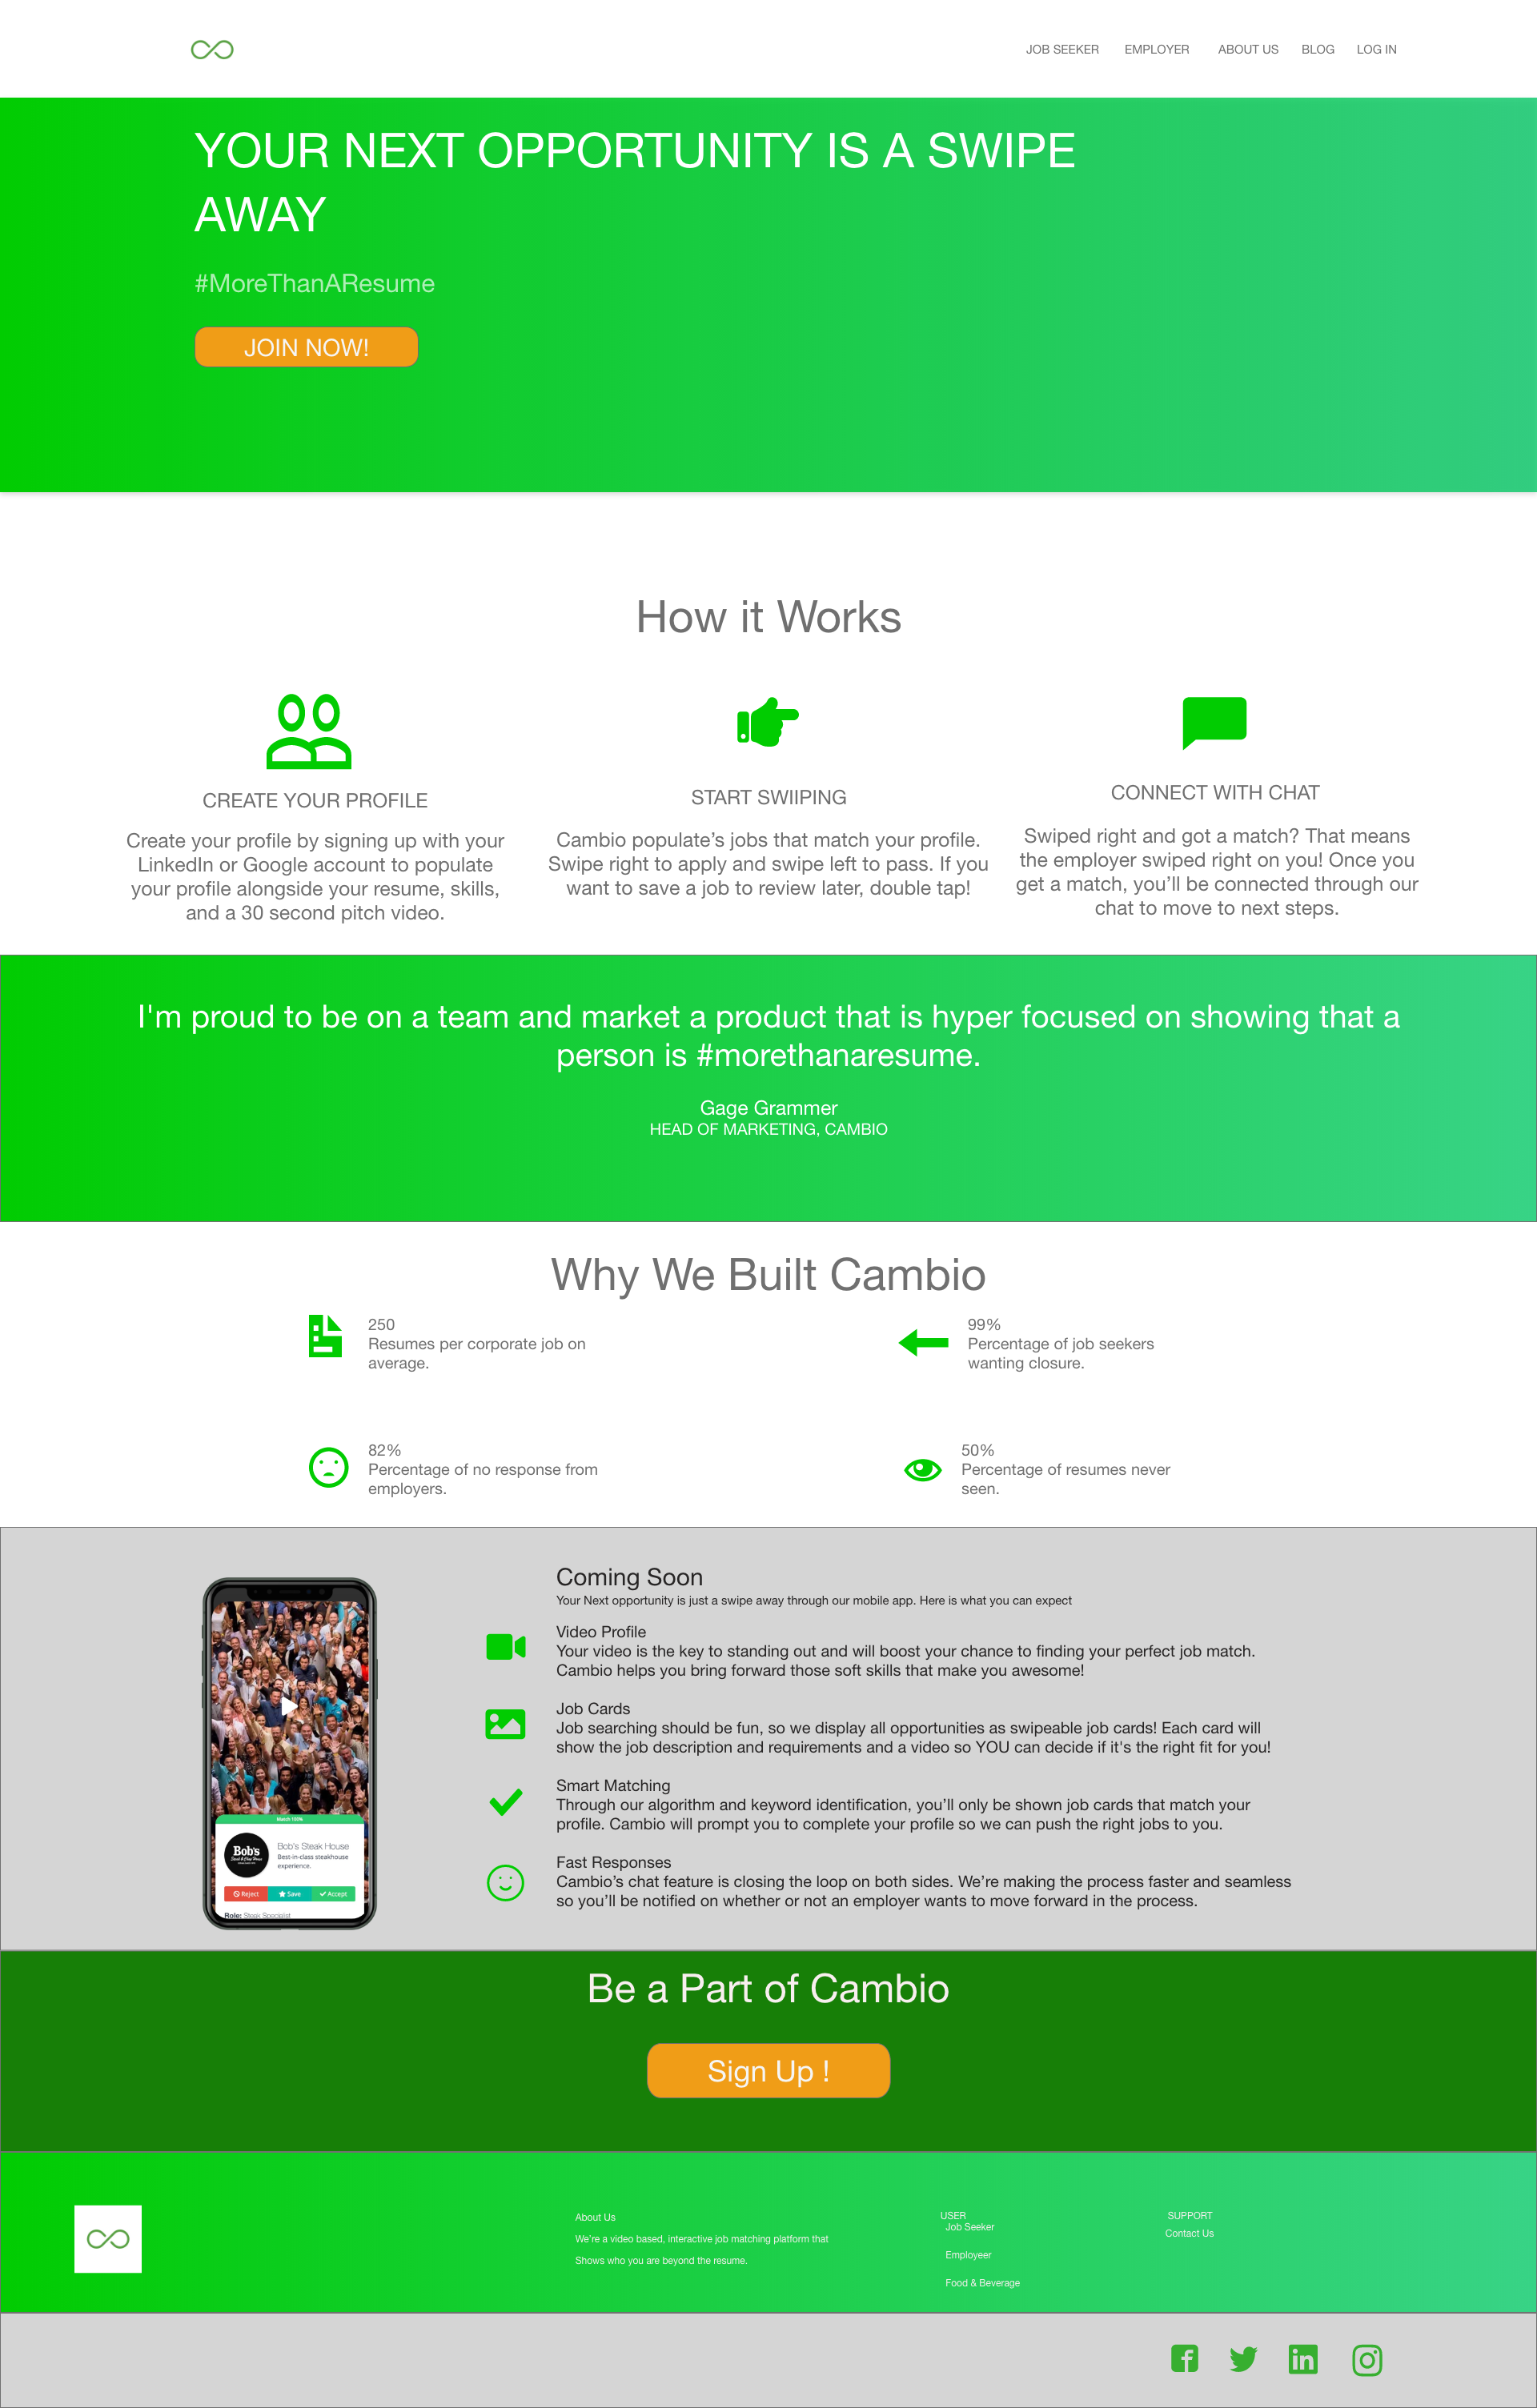 JOB SEEKER EMPLOYER ABOUT US BLOG LOG IN
YOUR NEXT OPPORTUNITY IS A SWIPE
AWAY
#MoreThanAResume
JOIN NOW!
How it Works
CREATE YOUR PROFILE
Create your profile by signing up with your
LinkedIn or Google account to populate
your profile alongside your resume, skills,
and a 30 second pitch video.
START SWIIPING
Cambio populate’s jobs that match your profile.
Swipe right to apply and swipe left to pass. If you
want to save a job to review later, double tap!
CONNECT WITH CHAT
Swiped right and got a match? That means
the employer swiped right on you! Once you
get a match, you’ll be connected through our
chat to move to next steps.
I'm proud to be on a team and market a product that is hyper focused on showing that a
person is #morethanaresume.
Gage Grammer
HEAD OF MARKETING, CAMBIO
Why We Built Cambio
250
Resumes per corporate job on
average.
99%
Percentage of job seekers
wanting closure.
82%
Percentage of no response from
employers.
50%
Percentage of resumes never
seen.
Coming Soon
Your Next opportunity is just a swipe away through our mobile app. Here is what you can expect
Video Profile
Your video is the key to standing out and will boost your chance to finding your perfect job match.
Cambio helps you bring forward those soft skills that make you awesome!
Job Cards
Job searching should be fun, so we display all opportunities as swipeable job cards! Each card will
show the job description and requirements and a video so YOU can decide if it's the right fit for you!
Smart Matching
Through our algorithm and keyword identification, you’ll only be shown job cards that match your
profile. Cambio will prompt you to complete your profile so we can push the right jobs to you.
Fast Responses
Cambio’s chat feature is closing the loop on both sides. We’re making the process faster and seamless
so you’ll be notified on whether or not an employer wants to move forward in the process.
Match 100%
Bob's
Bob's Steak House
Best-in-class steakhouse
experience.
Reject Save Accept
Role: Steak Specialist
Be a Part of Cambio
Sign Up !
About Us
We’re a video based, interactive job matching platform that
Shows who you are beyond the resume.
USER
Job Seeker
Employeer
Food & Beverage
SUPPORT
Contact Us